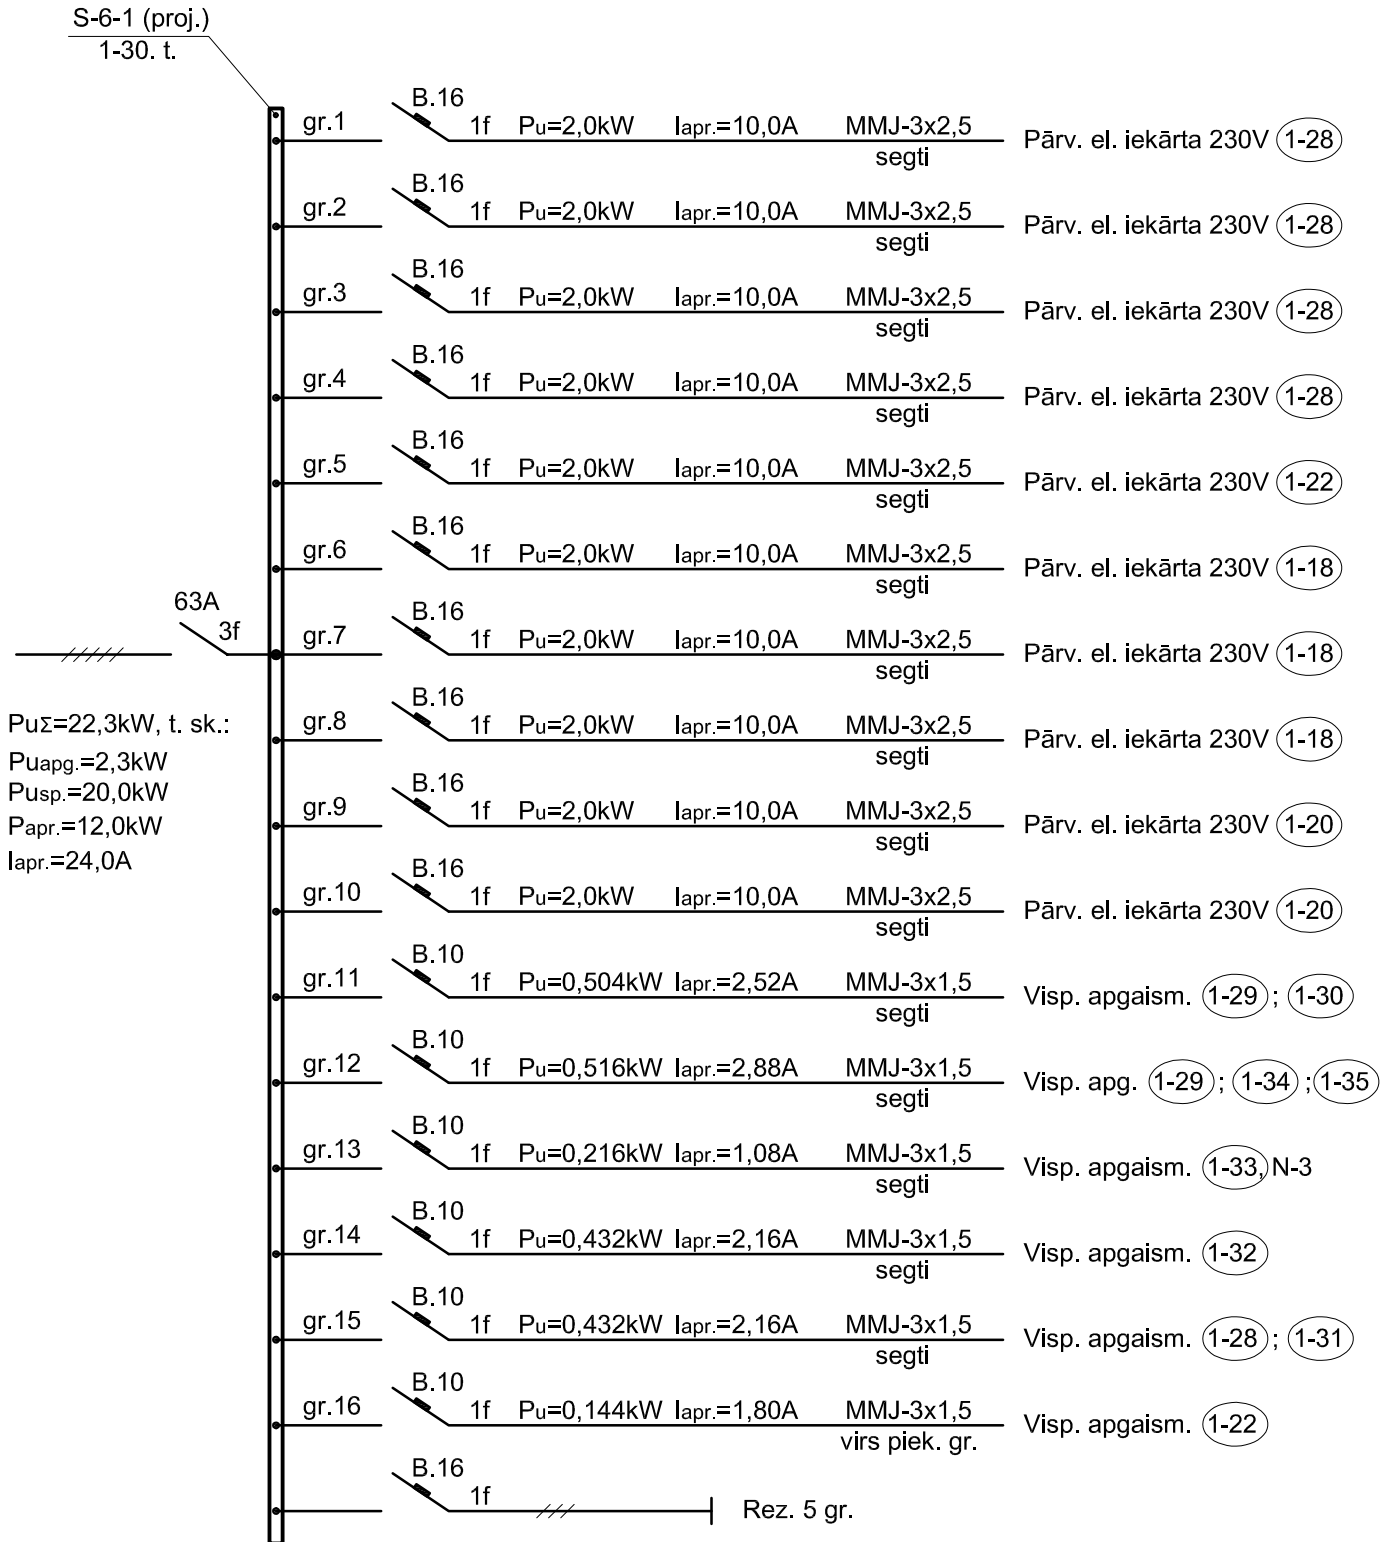 S-6-1 (proj.)
1-30. t.
gr.1 B.16 1f Pu=2,0kW Iapr.=10,0A MMJ-3x2,5 segti Pārv. el. iekārta 230V 1-28
gr.2 B.16 1f Pu=2,0kW Iapr.=10,0A MMJ-3x2,5 segti Pārv. el. iekārta 230V 1-28
gr.3 B.16 1f Pu=2,0kW Iapr.=10,0A MMJ-3x2,5 segti Pārv. el. iekārta 230V 1-28
gr.4 B.16 1f Pu=2,0kW Iapr.=10,0A MMJ-3x2,5 segti Pārv. el. iekārta 230V 1-28
gr.5 B.16 1f Pu=2,0kW Iapr.=10,0A MMJ-3x2,5 segti Pārv. el. iekārta 230V 1-22
gr.6 B.16 1f Pu=2,0kW Iapr.=10,0A MMJ-3x2,5 segti Pārv. el. iekārta 230V 1-18
63A 3f
gr.7 B.16 1f Pu=2,0kW Iapr.=10,0A MMJ-3x2,5 segti Pārv. el. iekārta 230V 1-18
PuΣ=22,3kW, t. sk.:
Puapg.=2,3kW
Pusp.=20,0kW
Papr.=12,0kW
Iapr.=24,0A
gr.8 B.16 1f Pu=2,0kW Iapr.=10,0A MMJ-3x2,5 segti Pārv. el. iekārta 230V 1-18
gr.9 B.16 1f Pu=2,0kW Iapr.=10,0A MMJ-3x2,5 segti Pārv. el. iekārta 230V 1-20
gr.10 B.16 1f Pu=2,0kW Iapr.=10,0A MMJ-3x2,5 segti Pārv. el. iekārta 230V 1-20
gr.11 B.10 1f Pu=0,504kW Iapr.=2,52A MMJ-3x1,5 segti Visp. apgaism. 1-29 ; 1-30
gr.12 B.10 1f Pu=0,516kW Iapr.=2,88A MMJ-3x1,5 segti Visp. apg. 1-29 ; 1-34 ; 1-35
gr.13 B.10 1f Pu=0,216kW Iapr.=1,08A MMJ-3x1,5 segti Visp. apgaism. 1-33, N-3
gr.14 B.10 1f Pu=0,432kW Iapr.=2,16A MMJ-3x1,5 segti Visp. apgaism. 1-32
gr.15 B.10 1f Pu=0,432kW Iapr.=2,16A MMJ-3x1,5 segti Visp. apgaism. 1-28 ; 1-31
gr.16 B.10 1f Pu=0,144kW Iapr.=1,80A MMJ-3x1,5 virs piek. gr. Visp. apgaism. 1-22
B.16 1f Rez. 5 gr.